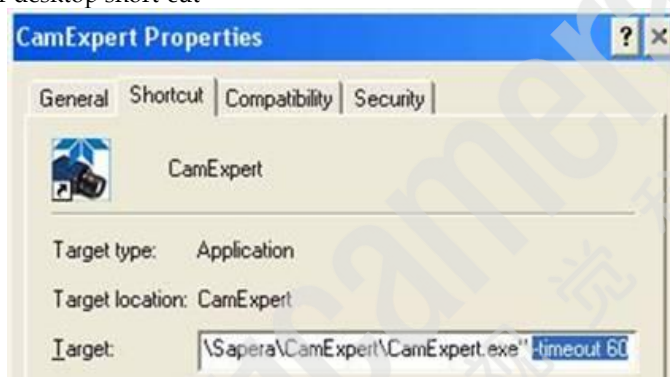 CamExpert Properties
General Shortcut Compatibility Security
CamExpert
Target type: Application
Target location: CamExpert
Target: \Sapera\CamExpert\CamExpert.exe" -timeout 60